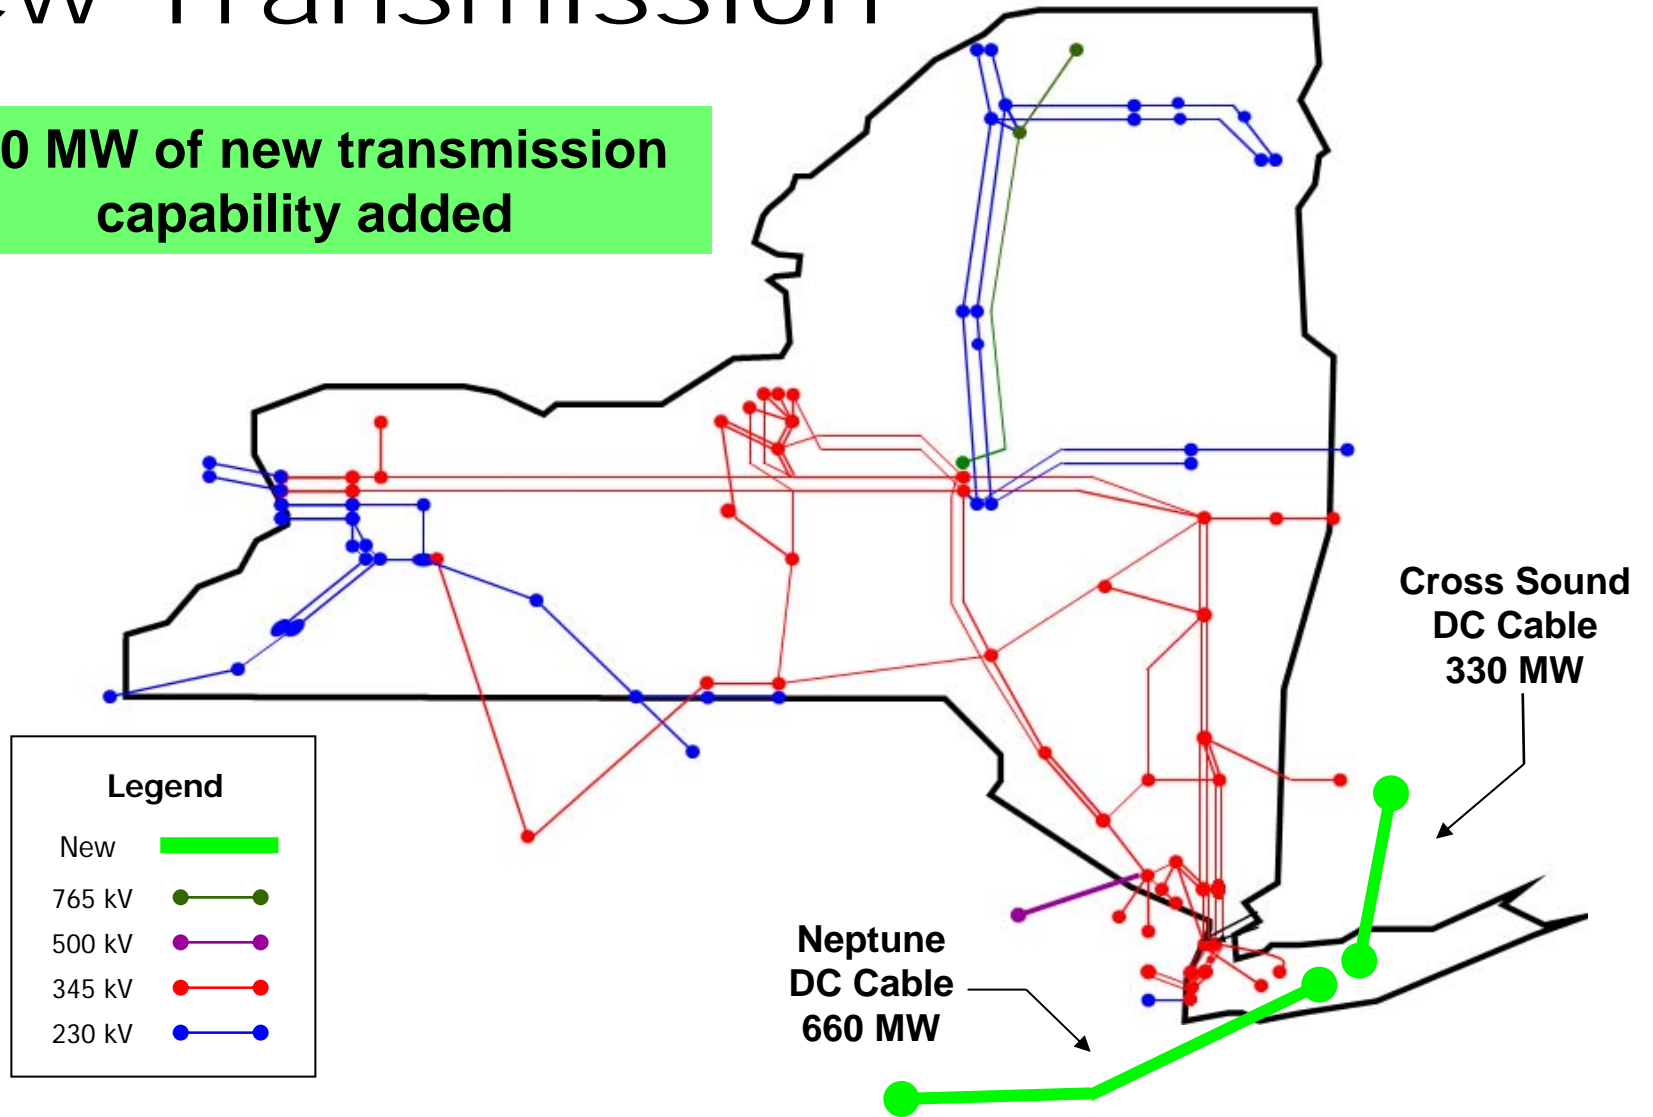 Transmission
0 MW of new transmission
capability added
Cross Sound
DC Cable
330 MW
Legend
New
765 kV
500 kV
345 kV
230 kV
Neptune
DC Cable
660 MW